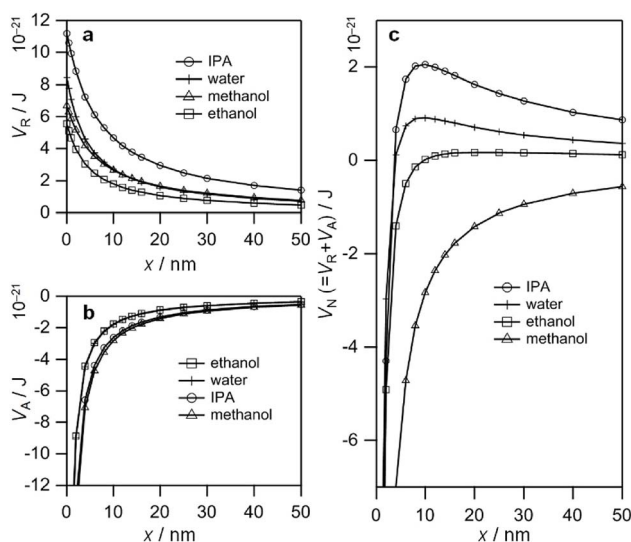 a
12
10
8
6
4
2
0
10⁻²¹
V_R / J
IPA
water
methanol
ethanol
0 10 20 30 40 50
x / nm
b
0
-2
-4
-6
-8
-10
-12
10⁻²¹
V_A / J
ethanol
water
IPA
methanol
0 10 20 30 40 50
x / nm
c
2
0
-2
-4
-6
10⁻²¹
V_N (=V_R+V_A) / J
IPA
water
ethanol
methanol
0 10 20 30 40 50
x / nm